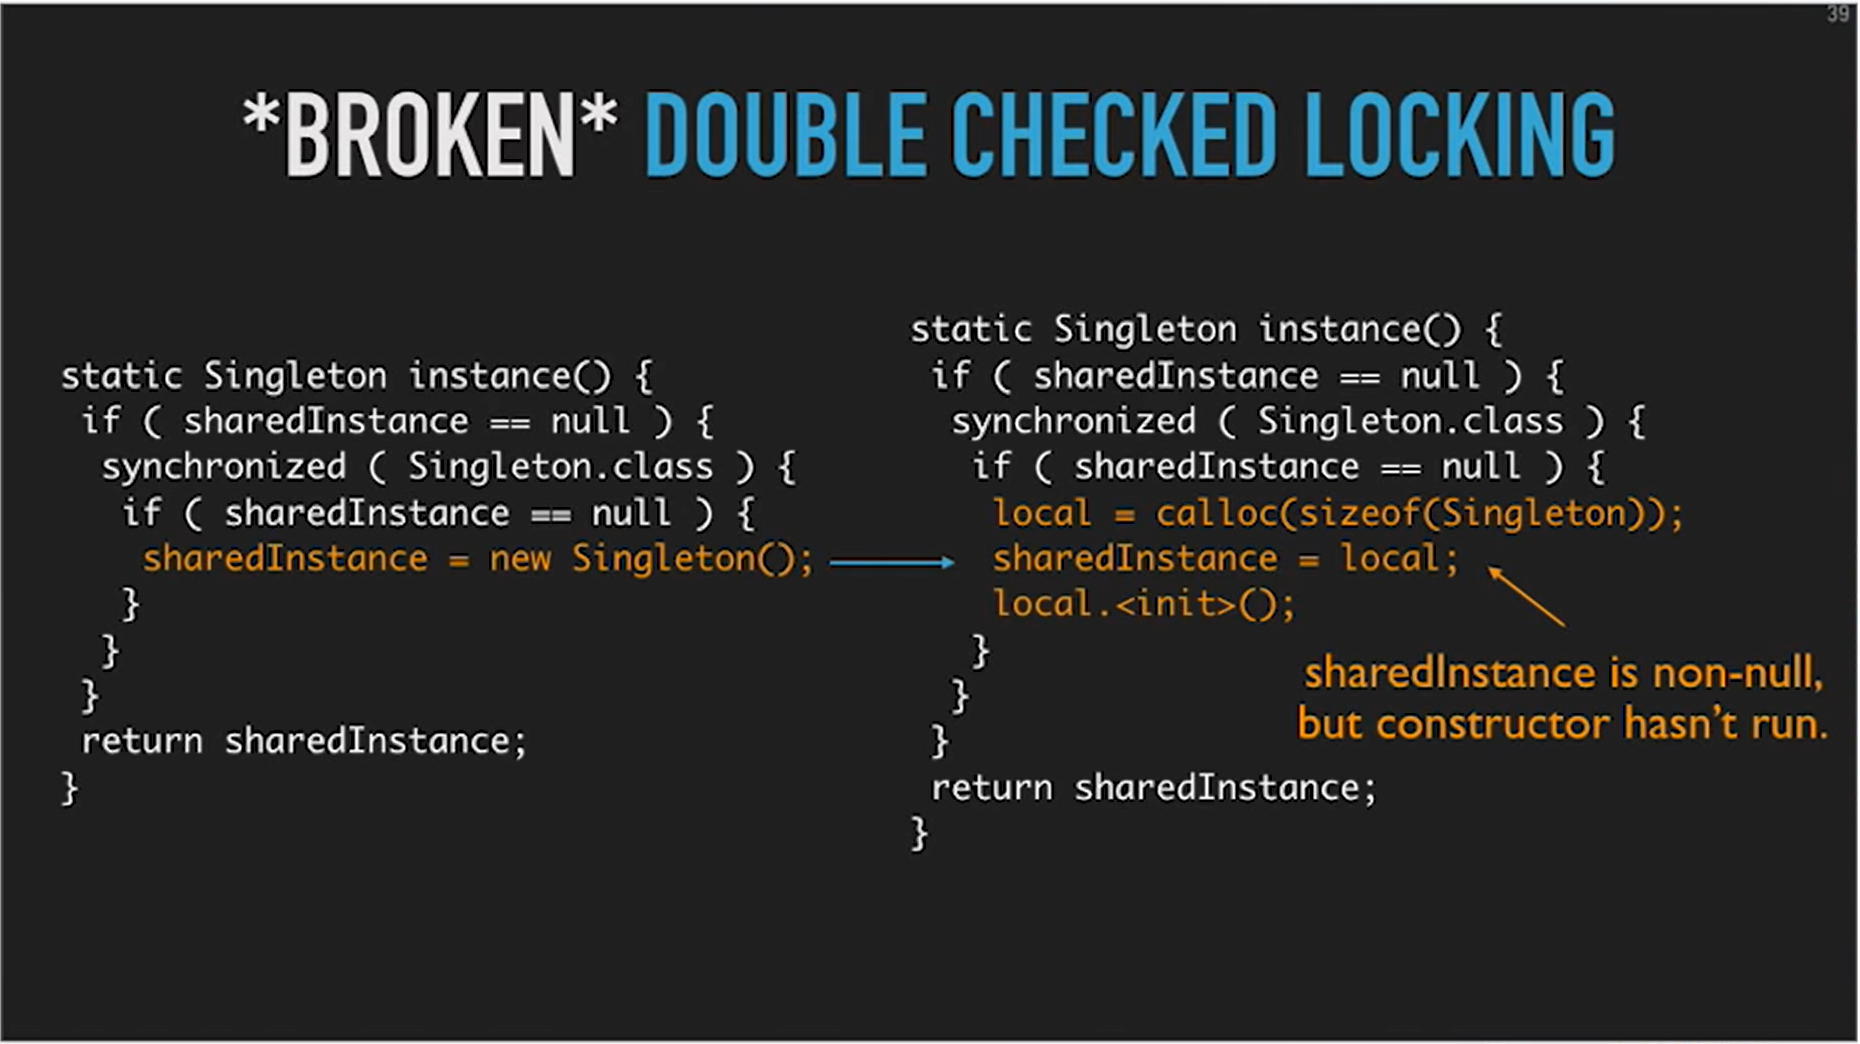 39
*BROKEN* DOUBLE CHECKED LOCKING
static Singleton instance() {
if ( sharedInstance == null ) {
synchronized ( Singleton.class ) {
if ( sharedInstance == null ) {
sharedInstance = new Singleton();
}
}
}
return sharedInstance;
}
static Singleton instance() {
if ( sharedInstance == null ) {
synchronized ( Singleton.class ) {
if ( sharedInstance == null ) {
local = calloc(sizeof(Singleton));
sharedInstance = local;
local.<init>();
}
}
}
return sharedInstance;
}
sharedInstance is non-null,
but constructor hasn't run.